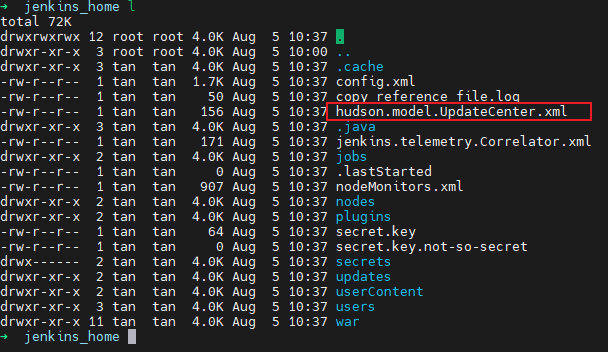 ➜  jenkins_home l
total 72K
drwxrwxrwx 12 root root 4.0K Aug  5 10:37 .
drwxr-xr-x  3 root root 4.0K Aug  5 10:00 ..
drwxr-xr-x  3 tan  tan  4.0K Aug  5 10:37 .cache
-rw-r--r--  1 tan  tan  1.7K Aug  5 10:37 config.xml
-rw-r--r--  1 tan  tan    50 Aug  5 10:37 copy_reference_file.log
-rw-r--r--  1 tan  tan   156 Aug  5 10:37 hudson.model.UpdateCenter.xml
drwxr-xr-x  3 tan  tan  4.0K Aug  5 10:37 .java
-rw-r--r--  1 tan  tan   171 Aug  5 10:37 jenkins.telemetry.Correlator.xml
drwxr-xr-x  2 tan  tan  4.0K Aug  5 10:37 jobs
-rw-r--r--  1 tan  tan     0 Aug  5 10:37 .lastStarted
-rw-r--r--  1 tan  tan   907 Aug  5 10:37 nodeMonitors.xml
drwxr-xr-x  2 tan  tan  4.0K Aug  5 10:37 nodes
drwxr-xr-x  2 tan  tan  4.0K Aug  5 10:37 plugins
-rw-r--r--  1 tan  tan    64 Aug  5 10:37 secret.key
-rw-r--r--  1 tan  tan     0 Aug  5 10:37 secret.key.not-so-secret
drwx------  2 tan  tan  4.0K Aug  5 10:37 secrets
drwxr-xr-x  2 tan  tan  4.0K Aug  5 10:37 updates
drwxr-xr-x  2 tan  tan  4.0K Aug  5 10:37 userContent
drwxr-xr-x  3 tan  tan  4.0K Aug  5 10:37 users
drwxr-xr-x 11 tan  tan  4.0K Aug  5 10:37 war
➜  jenkins_home